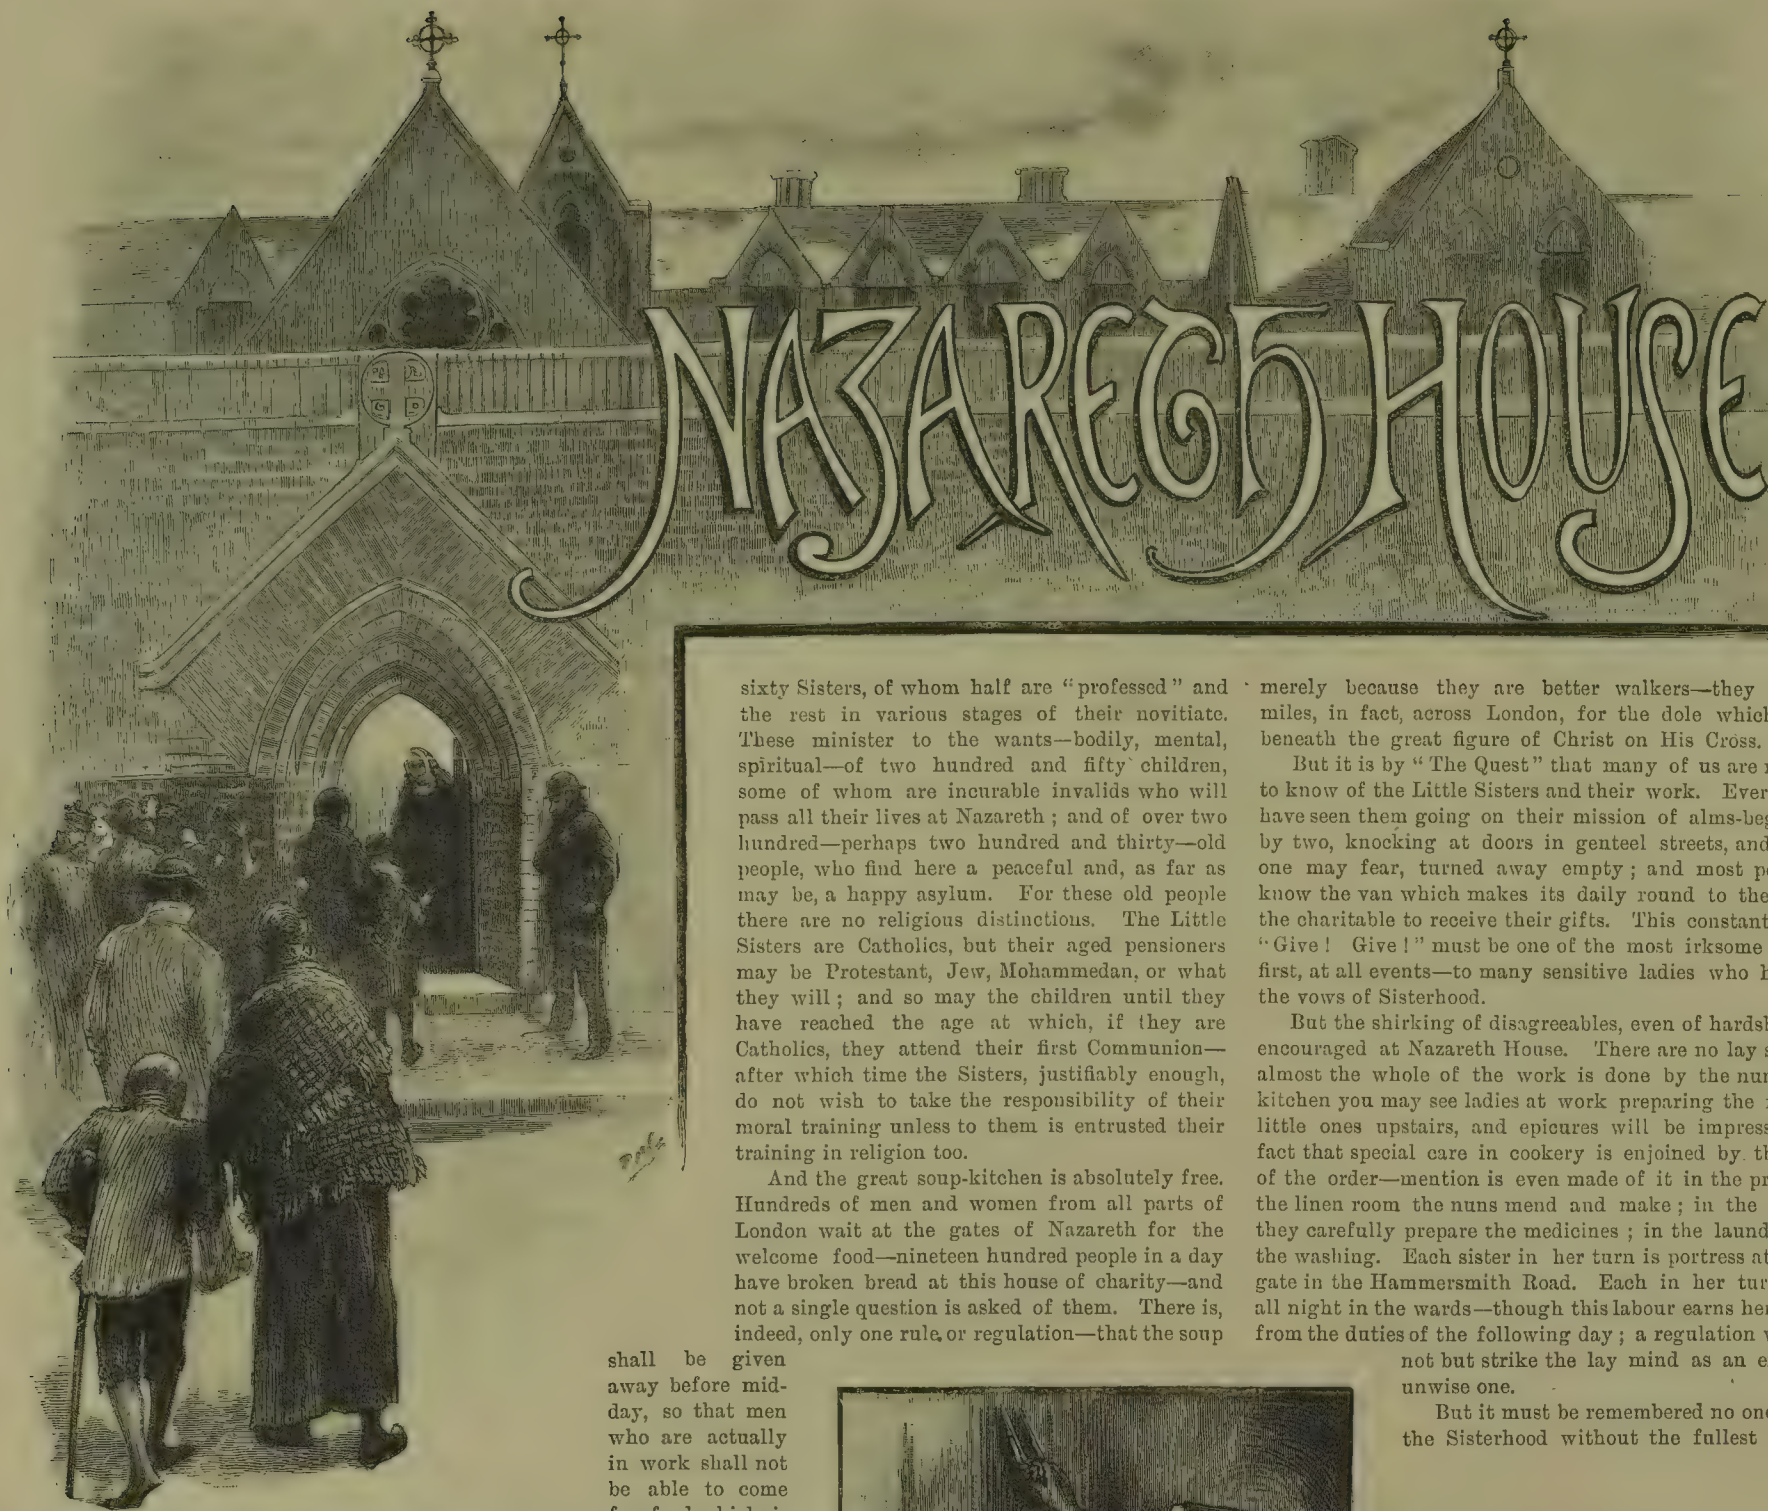 NAZARETH HOUSE
sixty Sisters, of whom half are “professed” and
the rest in various stages of their novitiate.
These minister to the wants—bodily, mental,
spiritual—of two hundred and fifty children,
some of whom are incurable invalids who will
pass all their lives at Nazareth ; and of over two
hundred—perhaps two hundred and thirty—old
people, who find here a peaceful and, as far as
may be, a happy asylum. For these old people
there are no religious distinctions. The Little
Sisters are Catholics, but their aged pensioners
may be Protestant, Jew, Mohammedan, or what
they will ; and so may the children until they
have reached the age at which, if they are
Catholics, they attend their first Communion—
after which time the Sisters, justifiably enough,
do not wish to take the responsibility of their
moral training unless to them is entrusted their
training in religion too.
And the great soup-kitchen is absolutely free.
Hundreds of men and women from all parts of
London wait at the gates of Nazareth for the
welcome food—nineteen hundred people in a day
have broken bread at this house of charity—and
not a single question is asked of them. There is,
indeed, only one rule or regulation—that the soup
shall be given
away before mid-
day, so that men
who are actually
in work shall not
be able to come
merely because they are better walkers—they
miles, in fact, across London, for the dole
beneath the great figure of Christ on His Cross.
But it is by “The Quest” that many of us are
to know of the Little Sisters and their work.
have seen them going on their mission of
by two, knocking at doors in genteel streets, and
one may fear, turned away empty ; and most
know the van which makes its daily round to
the charitable to receive their gifts. This constant
“Give ! Give !” must be one of the most irksome
first, at all events—to many sensitive ladies who
the vows of Sisterhood.
But the shirking of disagreeables, even of
encouraged at Nazareth House. There are no lay
almost the whole of the work is done by the
kitchen you may see ladies at work preparing the
little ones upstairs, and epicures will be
fact that special care in cookery is enjoined by
of the order—mention is even made of it in the
the linen room the nuns mend and make ; in the
they carefully prepare the medicines ; in the
the washing. Each sister in her turn is portress at
gate in the Hammersmith Road. Each in her
all night in the wards—though this labour earns
from the duties of the following day ; a regulation
not but strike the lay mind as an
unwise one.
But it must be remembered no
the Sisterhood without the fullest